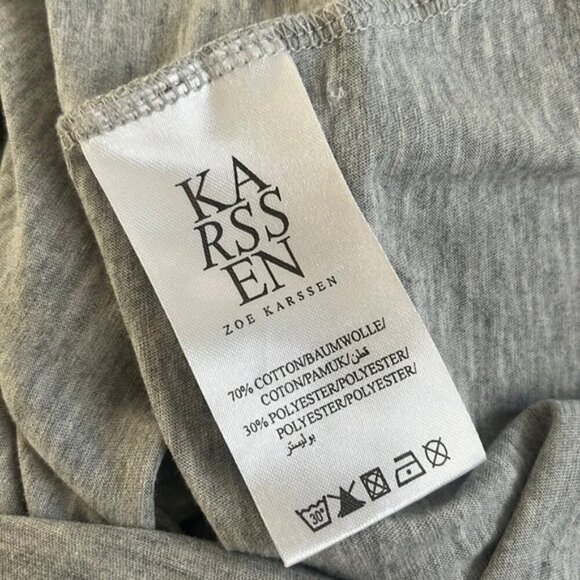 KA
RSS
EN
ZOE KARSSEN
70% COTTON/BAUMWOLLE/
COTON/PAMUK/قطن/
30% POLYESTER/POLYESTER/
POLYESTER/POLYESTER/
بوليستر
30°